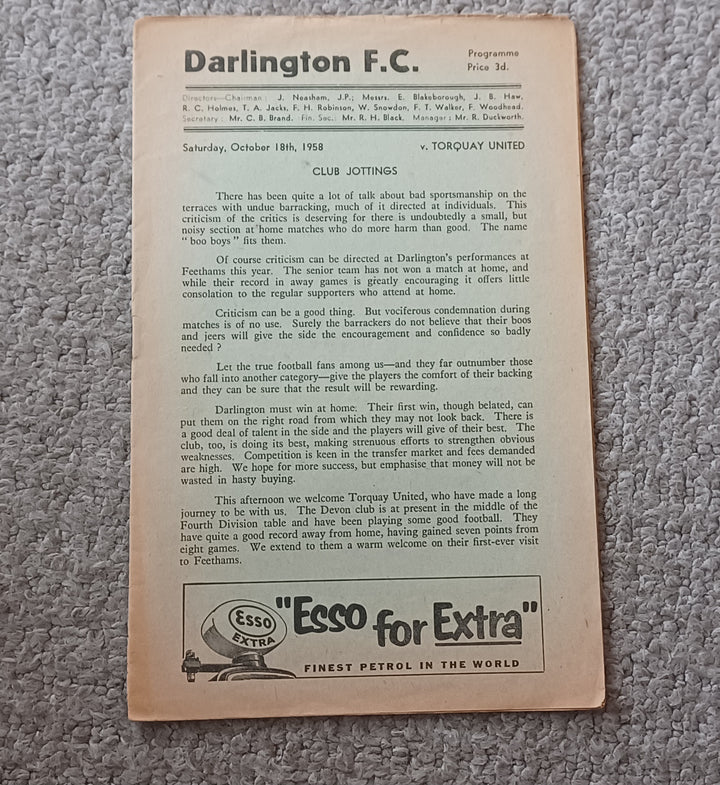 Darlington F.C.
Programme
Price 3d.
Directors—Chairman: J. Neasham, J.P.; Messrs. E. Blakeborough, J. B. Haw,
R. C. Holmes, T. A. Jacks, F. H. Robinson, W. Snowdon, F. T. Walker, F. Woodhead.
Secretary: Mr. C. B. Brand. Fin. Sec.: Mr. R. H. Black. Manager: Mr. R. Duckworth.
Saturday, October 18th, 1958 v. TORQUAY UNITED
CLUB JOTTINGS
There has been quite a lot of talk about bad sportsmanship on the
terraces with undue barracking, much of it directed at individuals. This
criticism of the critics is deserving for there is undoubtedly a small, but
noisy section at home matches who do more harm than good. The name
"boo boys" fits them.
Of course criticism can be directed at Darlington's performances at
Feethams this year. The senior team has not won a match at home, and
while their record in away games is greatly encouraging it offers little
consolation to the regular supporters who attend at home.
Criticism can be a good thing. But vociferous condemnation during
matches is of no use. Surely the barrackers do not believe that their boos
and jeers will give the side the encouragement and confidence so badly
needed ?
Let the true football fans among us—and they far outnumber those
who fall into another category—give the players the comfort of their backing
and they can be sure that the result will be rewarding.
Darlington must win at home. Their first win, though belated, can
put them on the right road from which they may not look back. There is
a good deal of talent in the side and the players will give of their best. The
club, too, is doing its best, making strenuous efforts to strengthen obvious
weaknesses. Competition is keen in the transfer market and fees demanded
are high. We hope for more success, but emphasise that money will not be
wasted in hasty buying.
This afternoon we welcome Torquay United, who have made a long
journey to be with us. The Devon club is at present in the middle of the
Fourth Division table and have been playing some good football. They
have quite a good record away from home, having gained seven points from
eight games. We extend to them a warm welcome on their first-ever visit
to Feethams.
Esso
EXTRA
"Esso for Extra"
FINEST PETROL IN THE WORLD